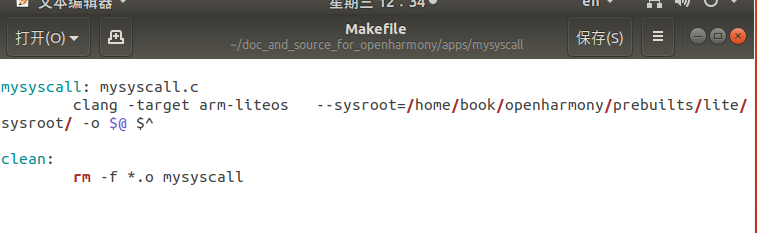 文本编辑器
星期三 12：34
en
打开(O)
Makefile
~/doc_and_source_for_openharmony/apps/mysyscall
保存(S)
mysyscall: mysyscall.c
clang -target arm-liteos   --sysroot=/home/book/openharmony/prebuilts/lite/
sysroot/ -o $@ $^
clean:
rm -f *.o mysyscall